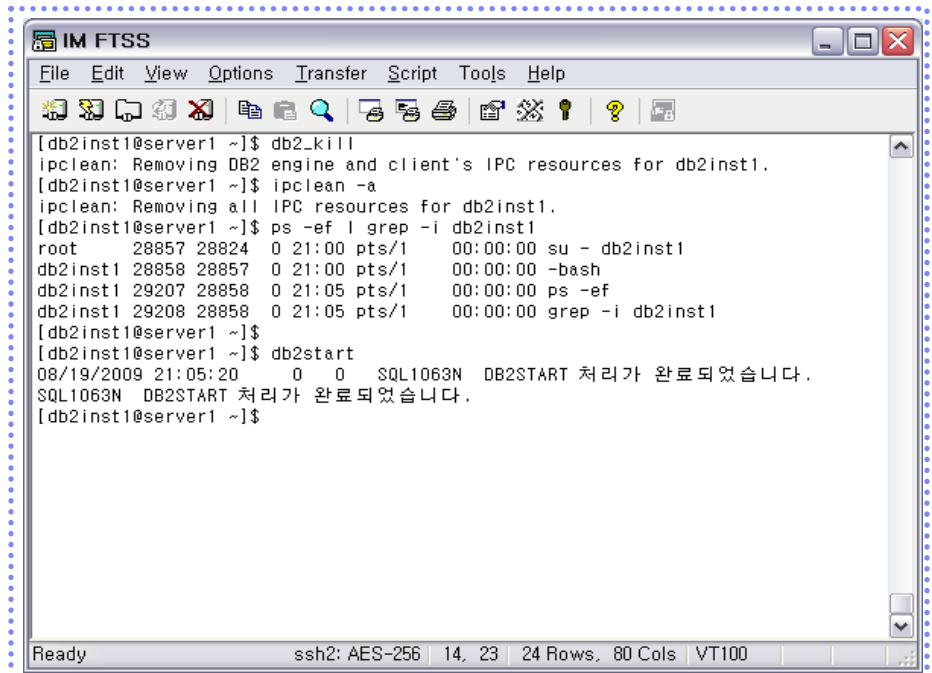 IM FTSS
File Edit View Options Transfer Script Tools Help
[db2inst1@server1 ~]$ db2_kill
ipclean: Removing DB2 engine and client's IPC resources for db2inst1.
[db2inst1@server1 ~]$ ipclean -a
ipclean: Removing all IPC resources for db2inst1.
[db2inst1@server1 ~]$ ps -ef | grep -i db2inst1
root     28857 28824  0 21:00 pts/1    00:00:00 su - db2inst1
db2inst1 28858 28857  0 21:00 pts/1    00:00:00 -bash
db2inst1 29207 28858  0 21:05 pts/1    00:00:00 ps -ef
db2inst1 29208 28858  0 21:05 pts/1    00:00:00 grep -i db2inst1
[db2inst1@server1 ~]$
[db2inst1@server1 ~]$ db2start
08/19/2009 21:05:20     0   0   SQL1063N  DB2START 처리가 완료되었습니다.
SQL1063N  DB2START 처리가 완료되었습니다.
[db2inst1@server1 ~]$
Ready ssh2: AES-256 14, 23 24 Rows, 80 Cols VT100